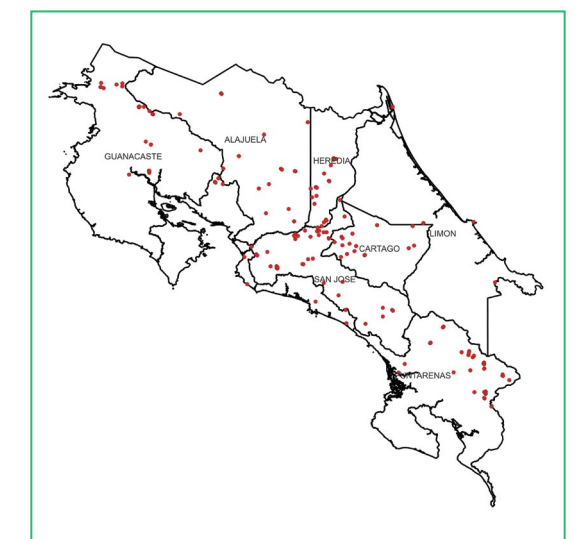 ALAJUELA
HEREDIA
GUANACASTE
LIMON
CARTAGO
SAN JOSE
PUNTARENAS